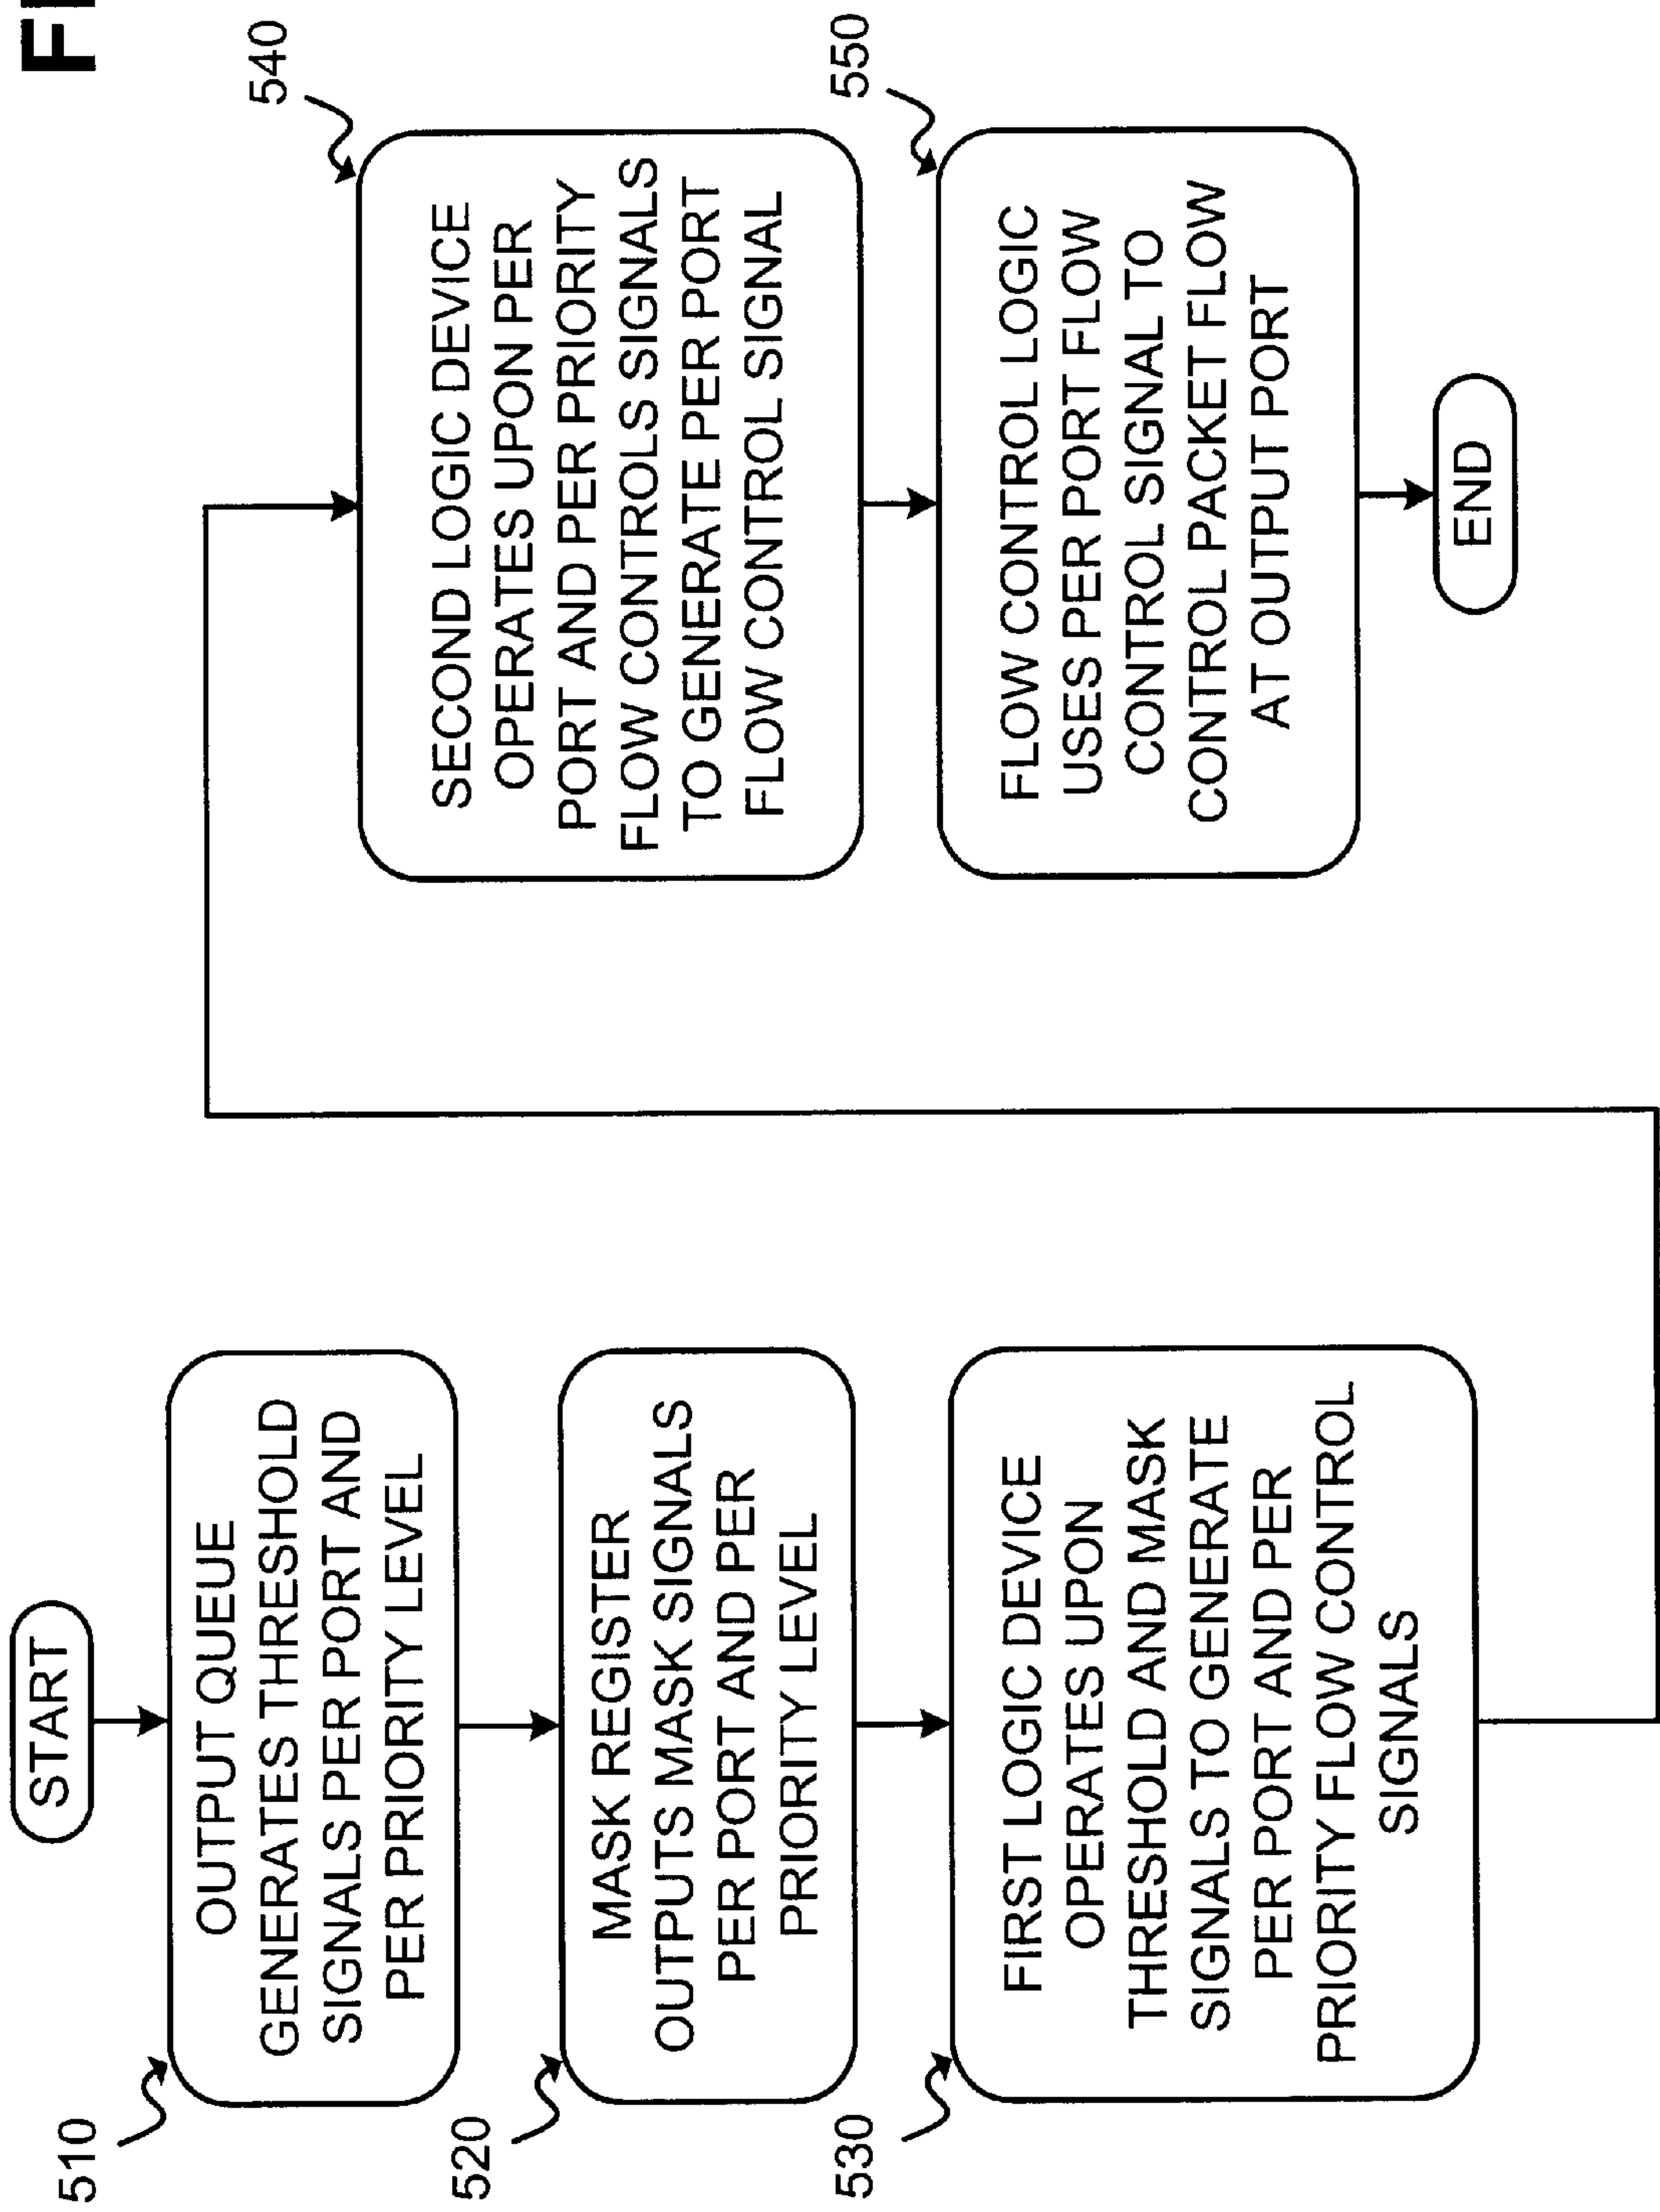 START
510
OUTPUT QUEUE
GENERATES THRESHOLD
SIGNALS PER PORT AND
PER PRIORITY LEVEL
520
MASK REGISTER
OUTPUTS MASK SIGNALS
PER PORT AND PER
PRIORITY LEVEL
530
FIRST LOGIC DEVICE
OPERATES UPON
THRESHOLD AND MASK
SIGNALS TO GENERATE
PER PORT AND PER
PRIORITY FLOW CONTROL
SIGNALS
540
SECOND LOGIC DEVICE
OPERATES UPON PER
PORT AND PER PRIORITY
FLOW CONTROLS SIGNALS
TO GENERATE PER PORT
FLOW CONTROL SIGNAL
550
FLOW CONTROL LOGIC
USES PER PORT FLOW
CONTROL SIGNAL TO
CONTROL PACKET FLOW
AT OUTPUT PORT
END